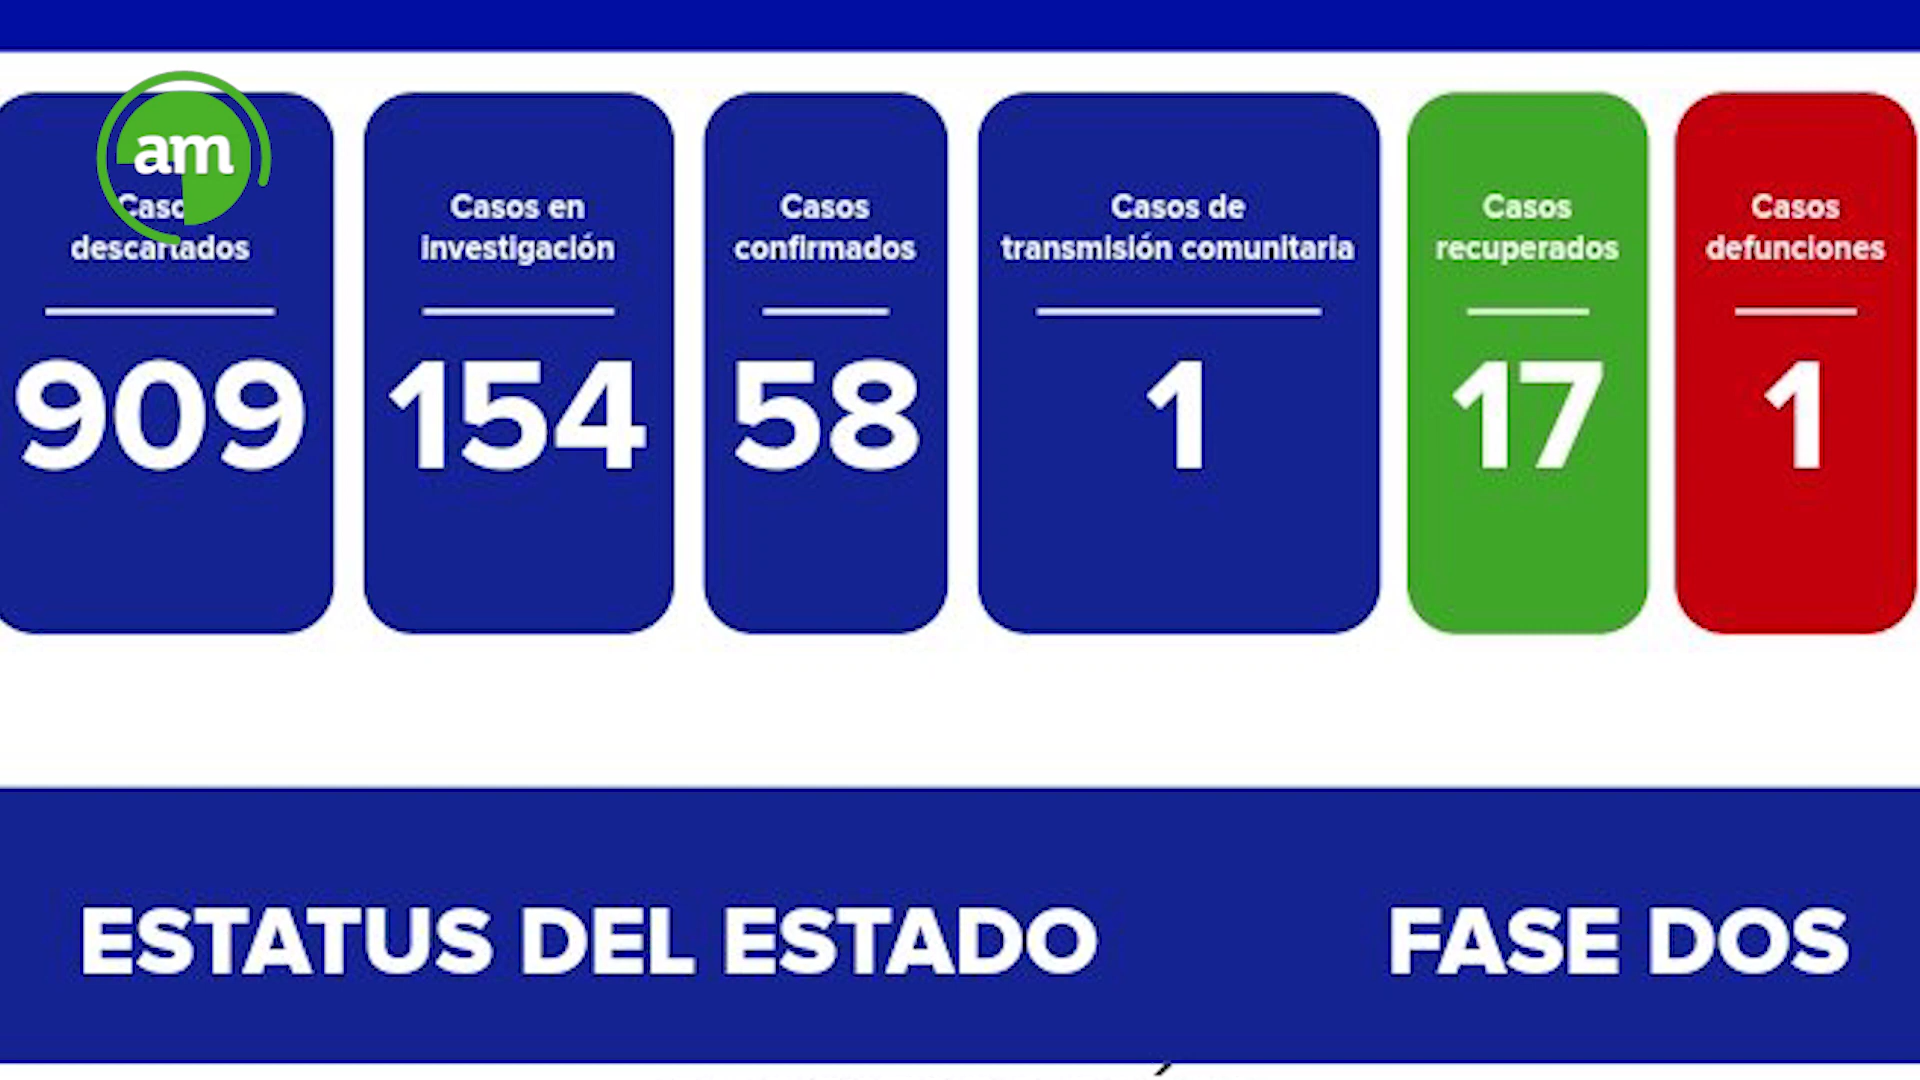 am
Casos
descartados
909
Casos en
investigación
154
Casos
confirmados
58
Casos de
transmisión comunitaria
1
Casos
recuperados
17
Casos
defunciones
1
ESTATUS DEL ESTADO
FASE DOS